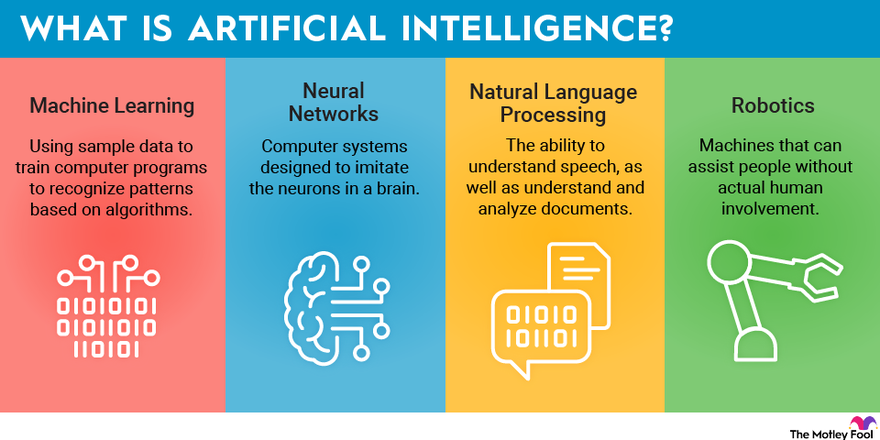 WHAT IS ARTIFICIAL INTELLIGENCE?
Machine Learning
Using sample data to
train computer programs
to recognize patterns
based on algorithms.
01010101
01011010
110101
Neural
Networks
Computer systems
designed to imitate
the neurons in a brain.
Natural Language
Processing
The ability to
understand speech, as
well as understand and
analyze documents.
01010
101101
Robotics
Machines that can
assist people without
actual human
involvement.
The Motley Fool